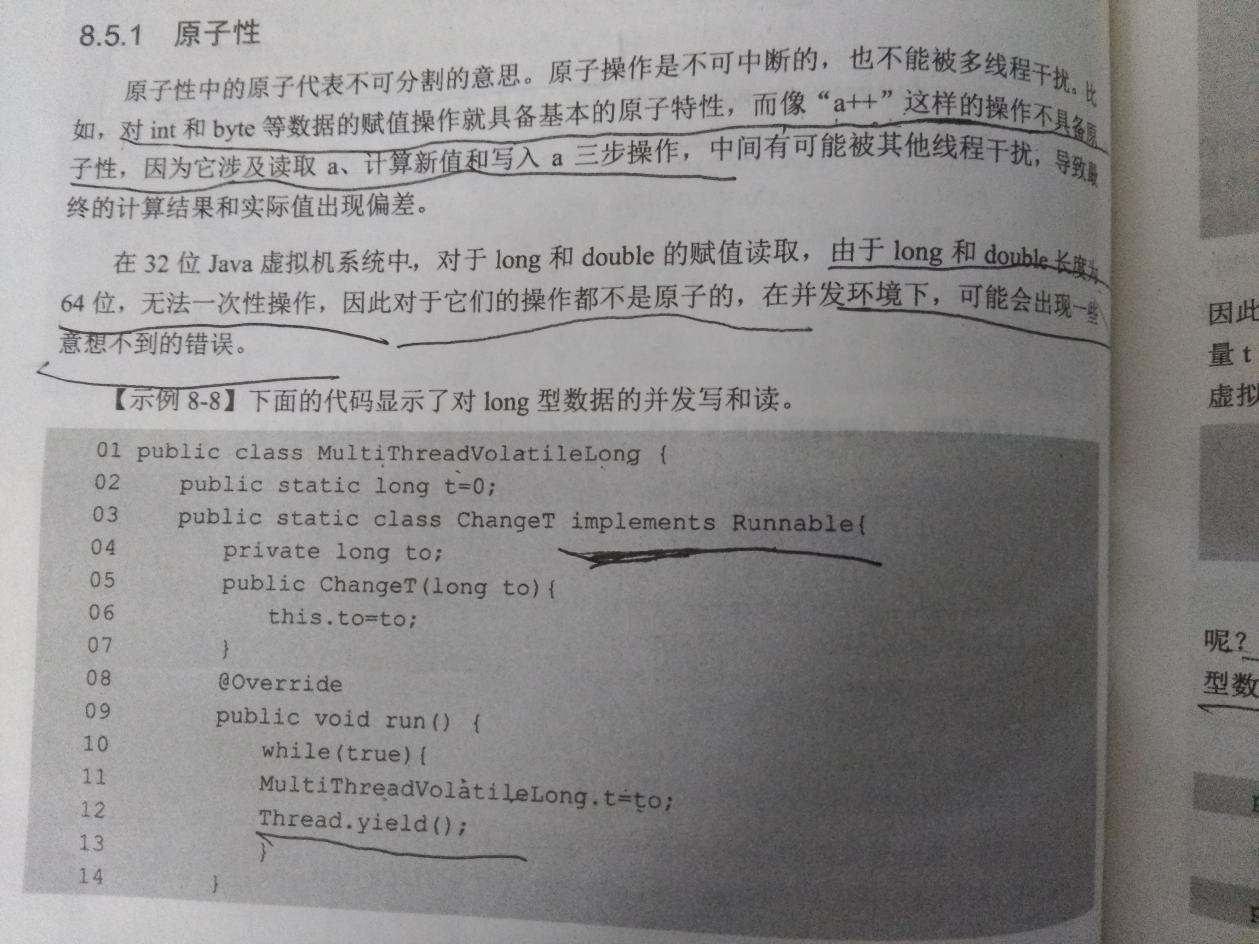 8.5.1 原子性
原子性中的原子代表不可分割的意思。原子操作是不可中断的，也不能被多线程干扰。比
如，对 int 和 byte 等数据的赋值操作就具备基本的原子特性，而像“a++”这样的操作不具备原
子性，因为它涉及读取 a、计算新值和写入 a 三步操作，中间有可能被其他线程干扰，导致最
终的计算结果和实际值出现偏差。
在 32 位 Java 虚拟机系统中，对于 long 和 double 的赋值读取，由于 long 和 double 长度为
64 位，无法一次性操作，因此对于它们的操作都不是原子的，在并发环境下，可能会出现一些
意想不到的错误。
【示例 8-8】下面的代码显示了对 long 型数据的并发写和读。
01 public class MultiThreadVolatileLong {
02 public static long t=0;
03 public static class ChangeT implements Runnable{
04 private long to;
05 public ChangeT(long to){
06 this.to=to;
07 }
08 @Override
09 public void run() {
10 while(true){
11 MultiThreadVolatileLong.t=to;
12 Thread.yield();
13 }
14 }
因此
量 t
虚拟
呢？
型数